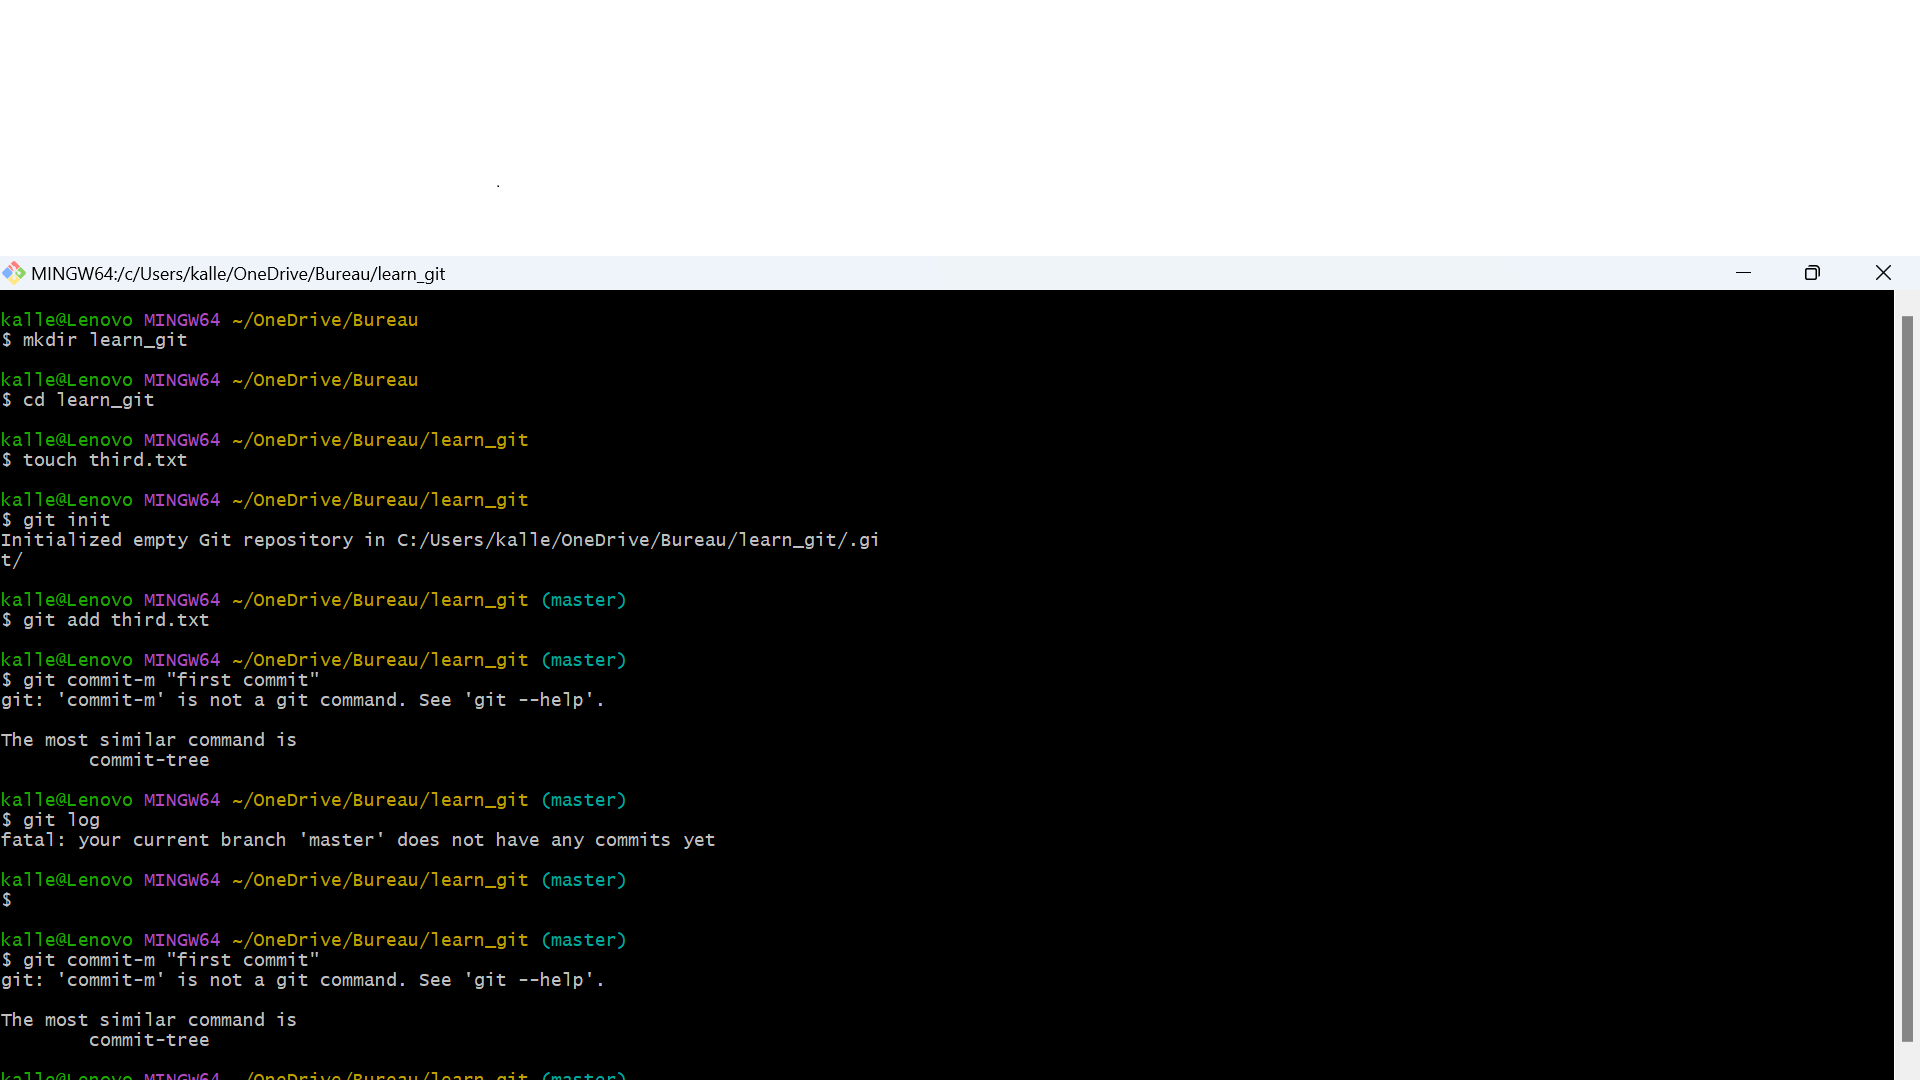 MINGW64:/c/Users/kalle/OneDrive/Bureau/learn_git
kalle@Lenovo MINGW64 ~/OneDrive/Bureau
$ mkdir learn_git
kalle@Lenovo MINGW64 ~/OneDrive/Bureau
$ cd learn_git
kalle@Lenovo MINGW64 ~/OneDrive/Bureau/learn_git
$ touch third.txt
kalle@Lenovo MINGW64 ~/OneDrive/Bureau/learn_git
$ git init
Initialized empty Git repository in C:/Users/kalle/OneDrive/Bureau/learn_git/.gi
t/
kalle@Lenovo MINGW64 ~/OneDrive/Bureau/learn_git (master)
$ git add third.txt
kalle@Lenovo MINGW64 ~/OneDrive/Bureau/learn_git (master)
$ git commit-m "first commit"
git: 'commit-m' is not a git command. See 'git --help'.
The most similar command is
commit-tree
kalle@Lenovo MINGW64 ~/OneDrive/Bureau/learn_git (master)
$ git log
fatal: your current branch 'master' does not have any commits yet
kalle@Lenovo MINGW64 ~/OneDrive/Bureau/learn_git (master)
$
kalle@Lenovo MINGW64 ~/OneDrive/Bureau/learn_git (master)
$ git commit-m "first commit"
git: 'commit-m' is not a git command. See 'git --help'.
The most similar command is
commit-tree
kalle@Lenovo MINGW64 ~/OneDrive/Bureau/learn_git (master)